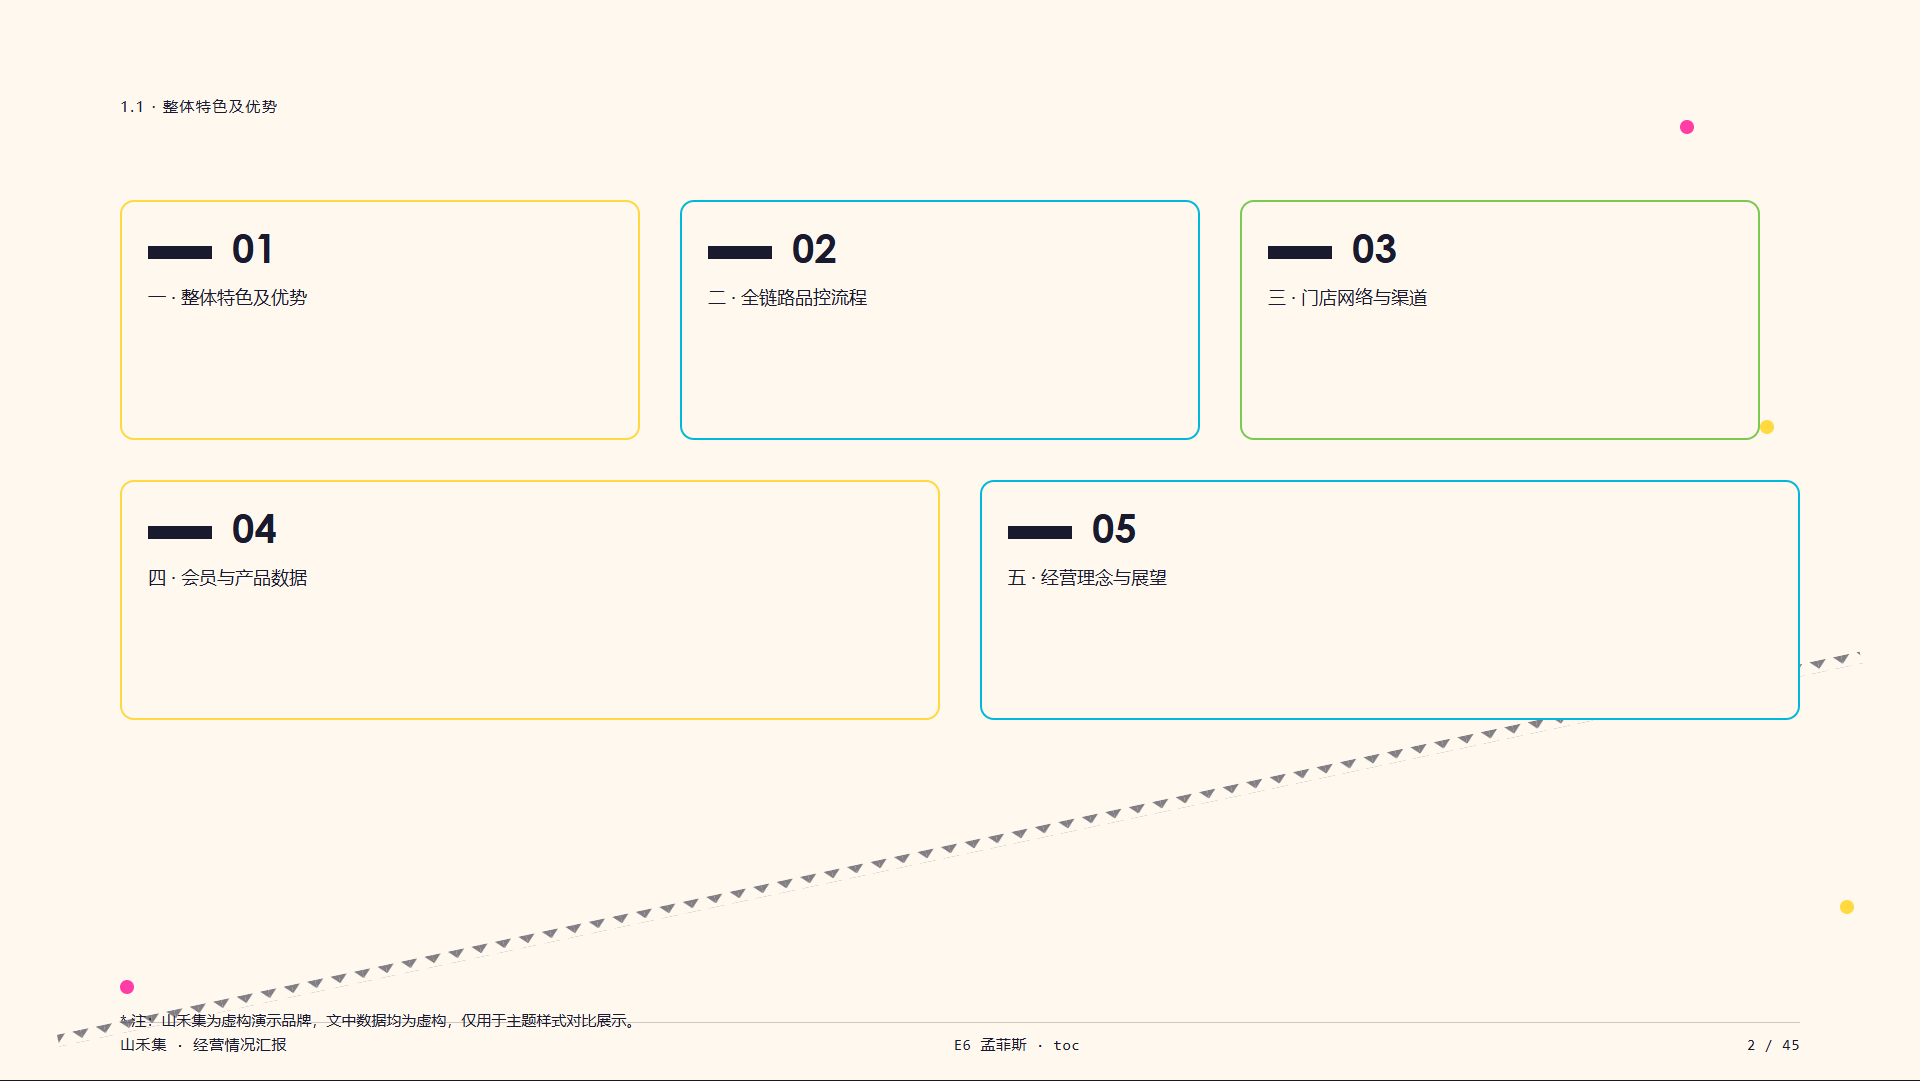 1.1 · 整体特色及优势
01
一 · 整体特色及优势
02
二 · 全链路品控流程
03
三 · 门店网络与渠道
04
四 · 会员与产品数据
05
五 · 经营理念与展望
* 注：山禾集为虚构演示品牌，文中数据均为虚构，仅用于主题样式对比展示。
山禾集 · 经营情况汇报
E6 孟菲斯 · toc
2 / 45